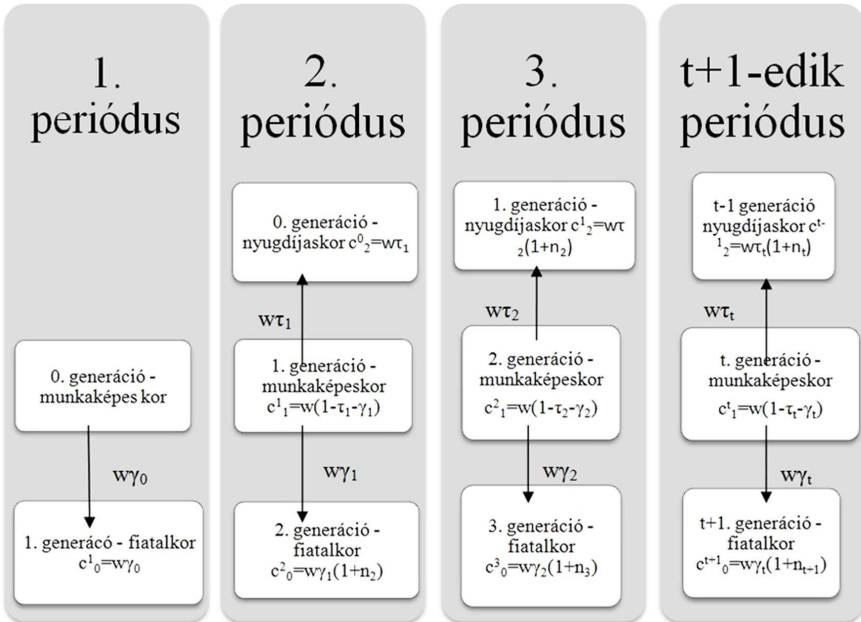 1.
periódus
0. generáció -
munkaképes kor
wγ₀
1. generácó - fiatalkor
c¹₀=wγ₀
2.
periódus
0. generáció -
nyugdíjaskor c⁰₂=wτ₁
wτ₁
1. generáció -
munkaképeskor
c¹₁=w(1-τ₁-γ₁)
wγ₁
2. generáció -
fiatalkor
c²₀=wγ₁(1+n₂)
3.
periódus
1. generáció -
nyugdíjaskor c¹₂=wτ
₂(1+n₂)
wτ₂
2. generáció -
munkaképeskor
c²₁=w(1-τ₂-γ₂)
wγ₂
3. generáció -
fiatalkor
c³₀=wγ₂(1+n₃)
t+1-edik
periódus
t-1 generáció
nyugdíjaskor cᵗ⁻
¹₂=wτₜ(1+nₜ)
wτₜ
t. generáció -
munkaképeskor
cᵗ₁=w(1-τₜ-γₜ)
wγₜ
t+1. generáció -
fiatalkor
cᵗ⁺¹₀=wγₜ(1+nₜ₊₁)